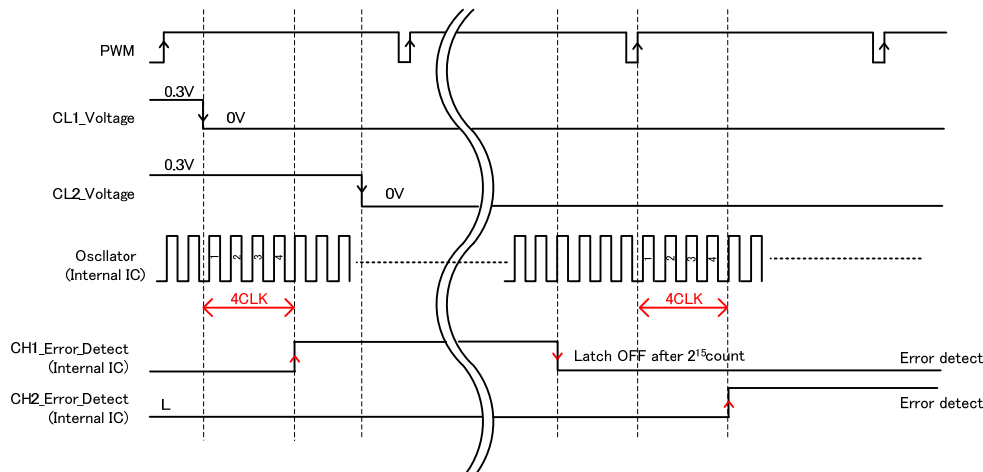 PWM
0.3V
CL1_Voltage
0V
0.3V
CL2_Voltage
0V
Oscllator
(Internal IC)
1 2 3 4
1 2 3 4
4CLK
4CLK
CH1_Error_Detect
(Internal IC)
Latch OFF after 2¹⁵count
Error detect
CH2_Error_Detect
(Internal IC)
L
Error detect